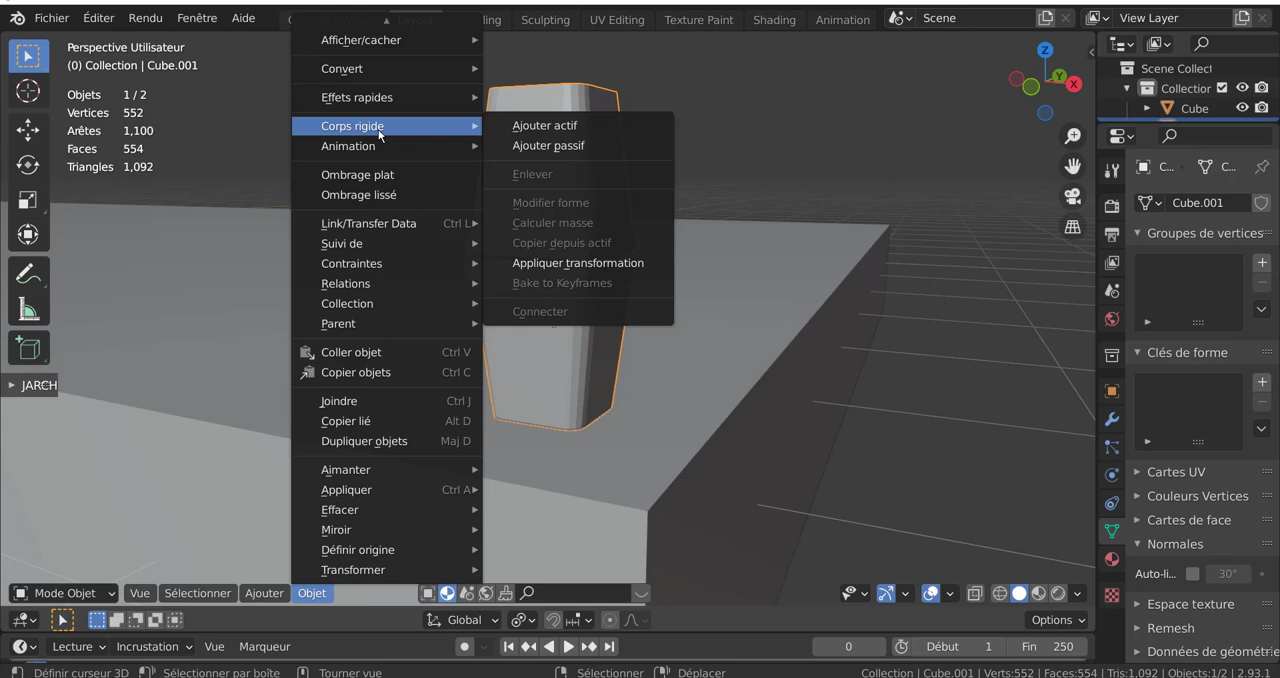 Fichier Éditer Rendu Fenêtre Aide Sculpting UV Editing Texture Paint Shading Animation Scene View Layer
Perspective Utilisateur
(0) Collection | Cube.001
Objets 1 / 2
Vertices 552
Arêtes 1,100
Faces 554
Triangles 1,092
JARCH
Afficher/cacher
Convert
Effets rapides
Corps rigide
Animation
Ombrage plat
Ombrage lissé
Link/Transfer Data Ctrl L
Suivi de
Contraintes
Relations
Collection
Parent
Coller objet Ctrl V
Copier objets Ctrl C
Joindre Ctrl J
Copier lié Alt D
Dupliquer objets Maj D
Aimanter
Appliquer Ctrl A
Effacer
Miroir
Définir origine
Transformer
Ajouter actif
Ajouter passif
Enlever
Modifier forme
Calculer masse
Copier depuis actif
Appliquer transformation
Bake to Keyframes
Connecter
Z
Y
X
Scene Collect
Collection
Cube
C... C...
Cube.001
Groupes de vertices
Clés de forme
Cartes UV
Couleurs Vertices
Cartes de face
Normales
Auto-li... 30°
Espace texture
Remesh
Données de géométrie
Mode Objet Vue Sélectionner Ajouter Objet
Global Options
Lecture Incrustation Vue Marqueur 0 Début 1 Fin 250
Définir curseur 3D Sélectionner par boîte Tourner vue Sélectionner Déplacer Collection | Cube.001 | Verts:552 | Faces:554 | Tris:1,092 | Objects:1/2 | 2.93.1